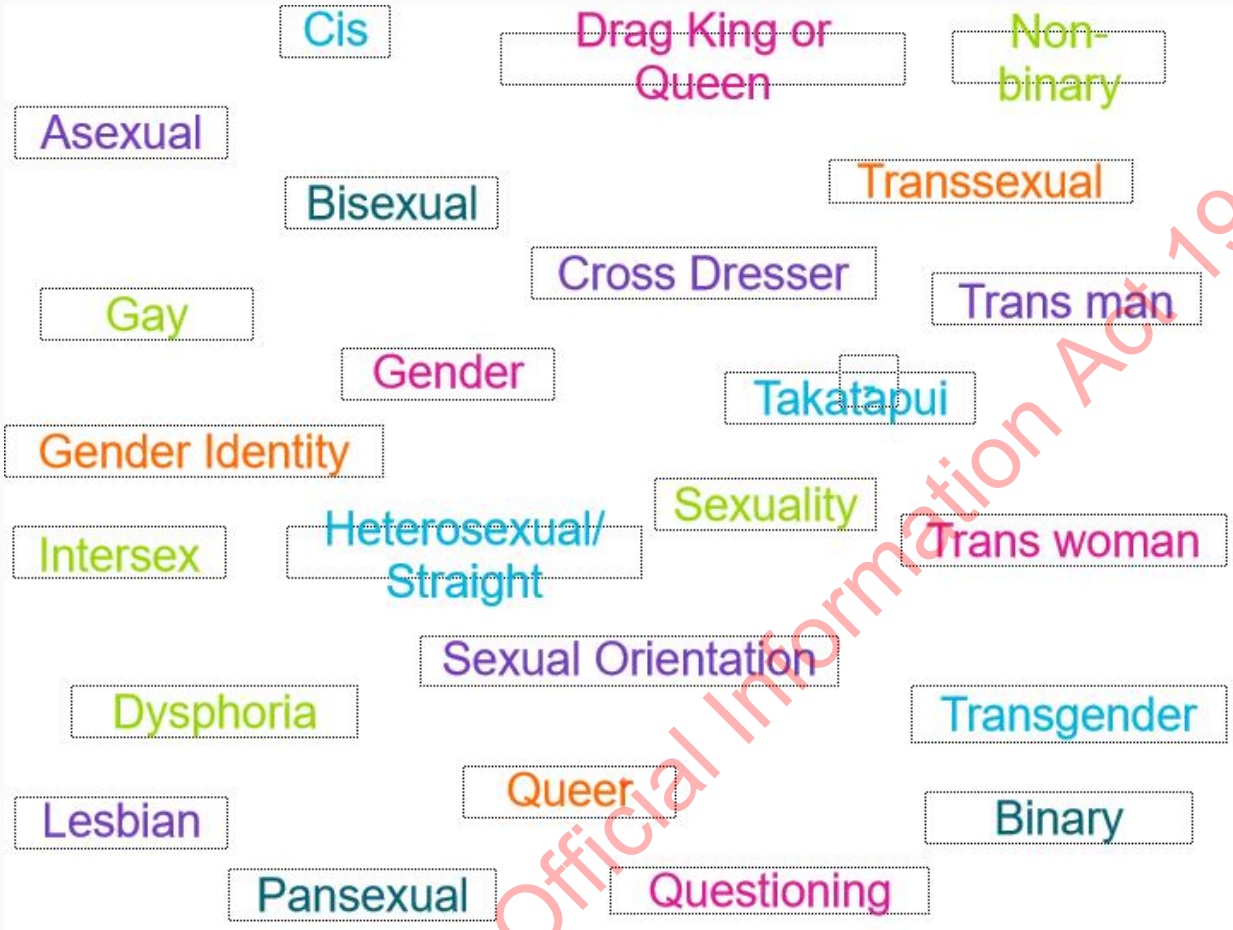 Cis
Drag King or
Queen
Non-
binary
Asexual
Transsexual
Bisexual
Cross Dresser
Trans man
Gay
Gender
Takatapui
Gender Identity
Sexuality
Heterosexual/
Straight
Trans woman
Intersex
Sexual Orientation
Dysphoria
Transgender
Queer
Binary
Lesbian
Pansexual
Questioning
Official Information Act 19